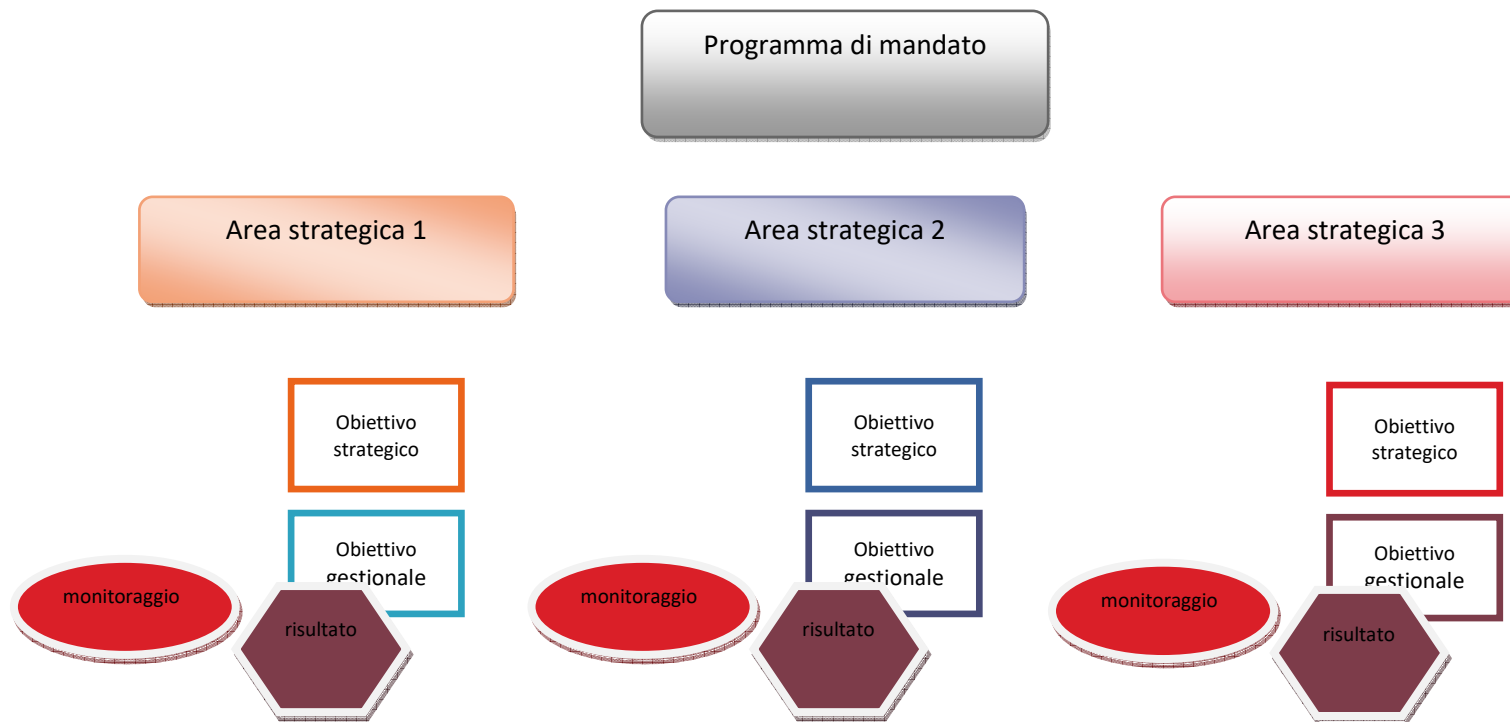 Programma di mandato
Area strategica 1
Area strategica 2
Area strategica 3
Obiettivo
strategico
Obiettivo
strategico
Obiettivo
strategico
Obiettivo
gestionale
Obiettivo
gestionale
Obiettivo
gestionale
monitoraggio
risultato
monitoraggio
risultato
monitoraggio
risultato